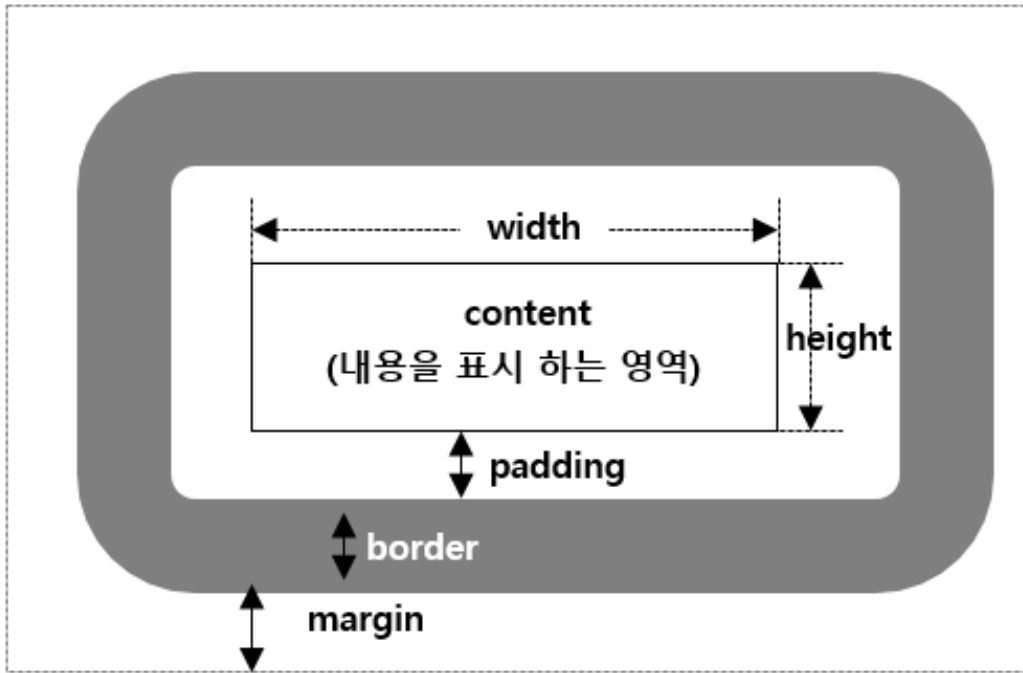 width
content
(내용을 표시 하는 영역)
height
padding
border
margin